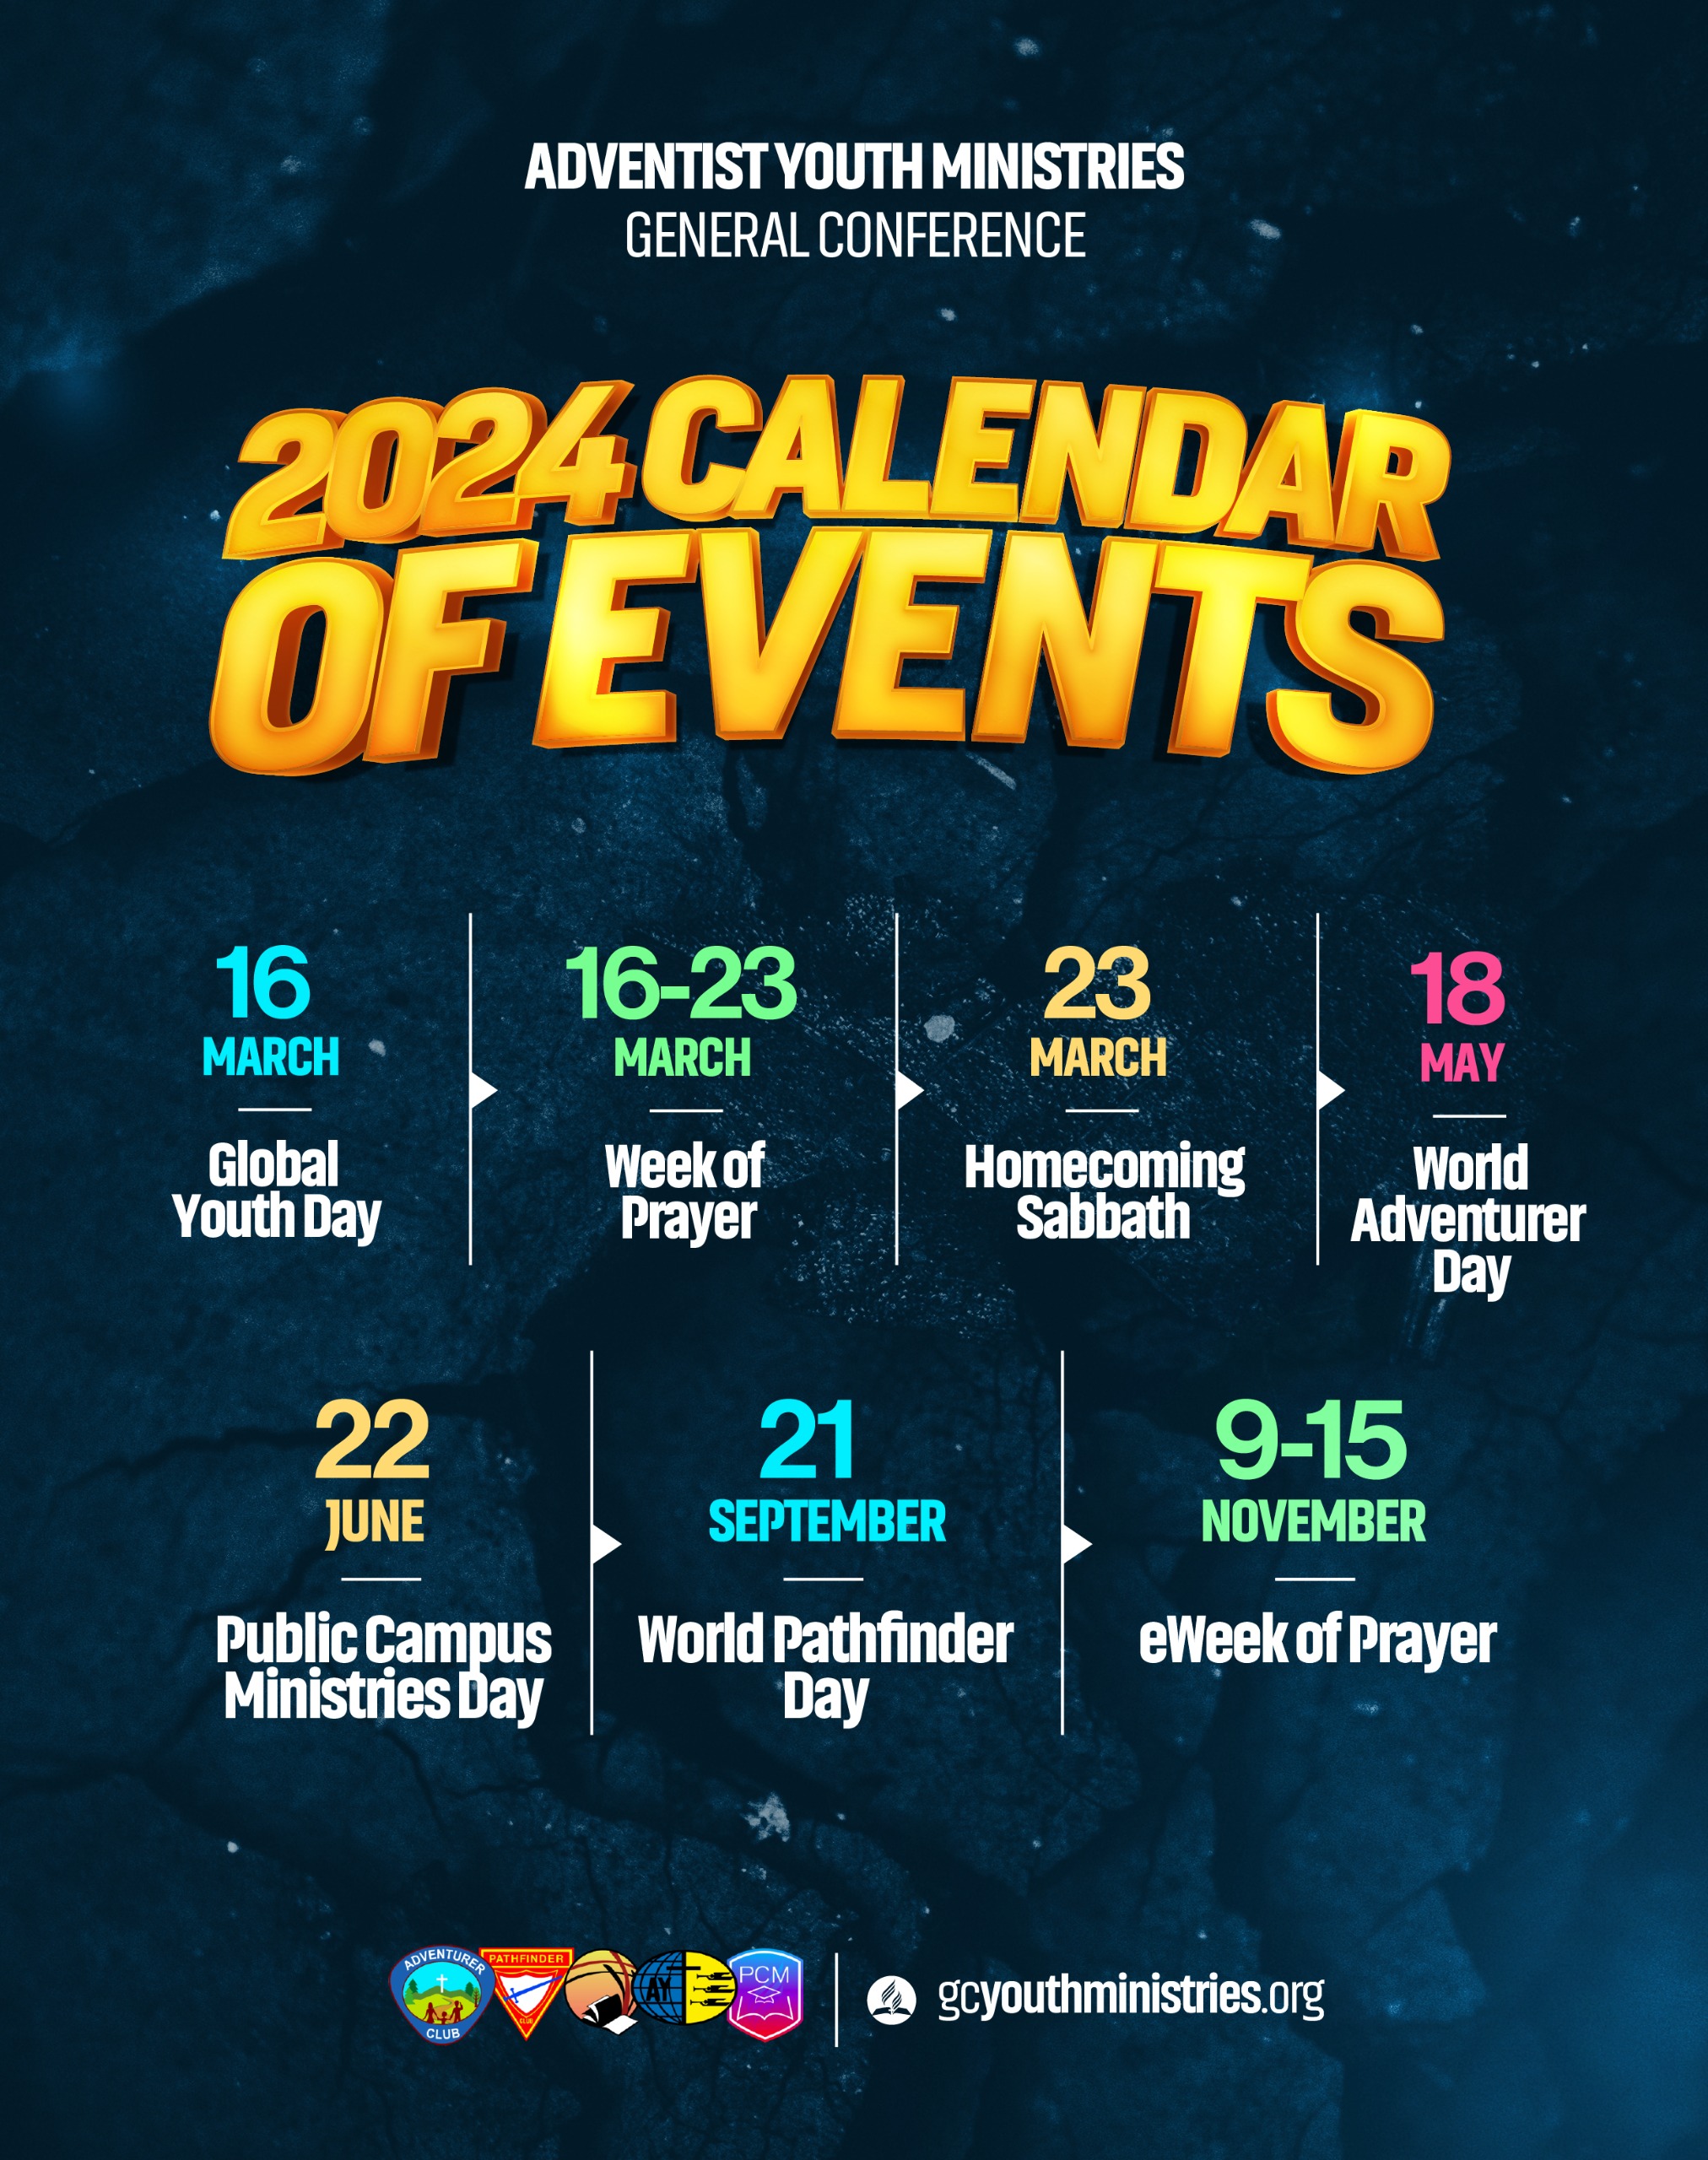 ADVENTIST YOUTH MINISTRIES
GENERAL CONFERENCE
2024 CALENDAR
OF EVENTS
16
MARCH
Global
Youth Day
16-23
MARCH
Week of
Prayer
23
MARCH
Homecoming
Sabbath
18
MAY
World
Adventurer
Day
22
JUNE
Public Campus
Ministries Day
21
SEPTEMBER
World Pathfinder
Day
9-15
NOVEMBER
eWeek of Prayer
ADVENTURER
CLUB
PATHFINDER
CLUB
AY
PCM
gcyouthministries.org